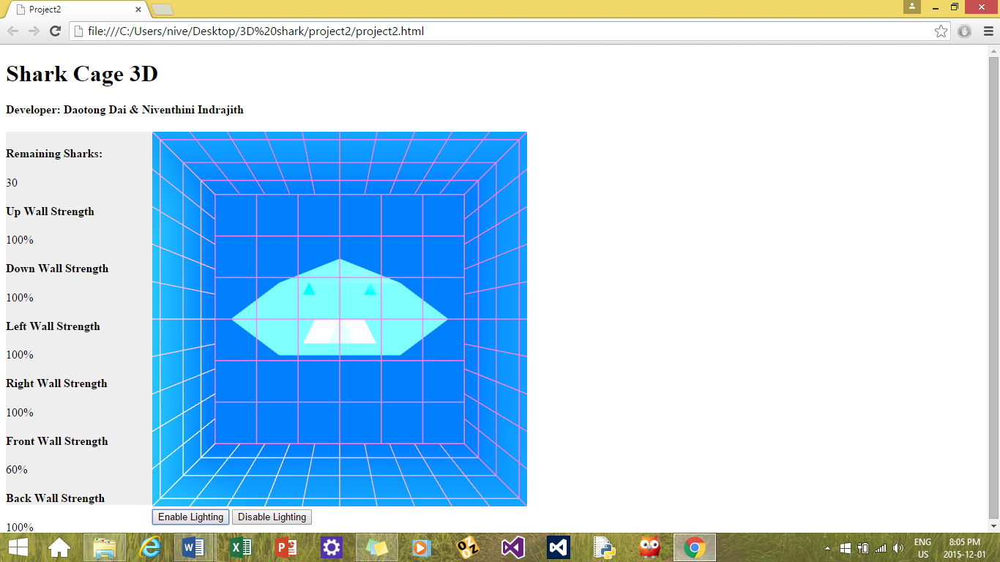 Project2
file:///C:/Users/nive/Desktop/3D%20shark/project2/project2.html
Shark Cage 3D
Developer: Daotong Dai & Niventhini Indrajith
Remaining Sharks:
30
Up Wall Strength
100%
Down Wall Strength
100%
Left Wall Strength
100%
Right Wall Strength
100%
Front Wall Strength
60%
Back Wall Strength
100%
Enable Lighting Disable Lighting
ENG 8:05 PM
US 2015-12-01